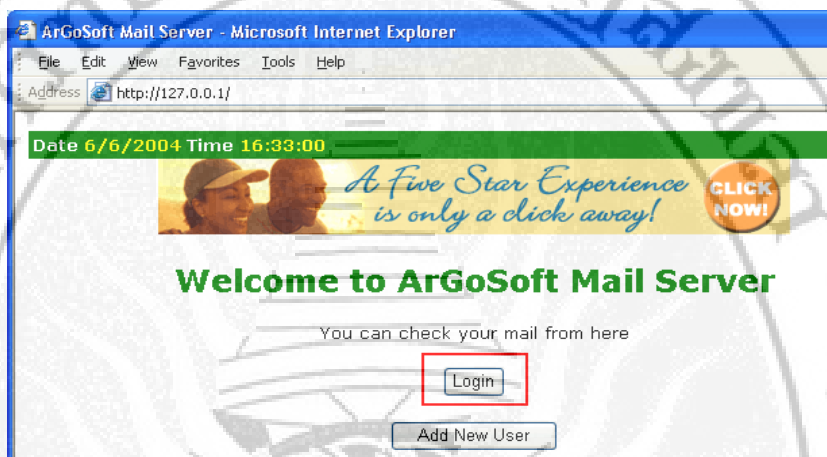 ArGoSoft Mail Server - Microsoft Internet Explorer
File Edit View Favorites Tools Help
Address http://127.0.0.1/
Date 6/6/2004 Time 16:33:00
A Five Star Experience
is only a click away!
CLICK
NOW!
Welcome to ArGoSoft Mail Server
You can check your mail from here
Login
Add New User